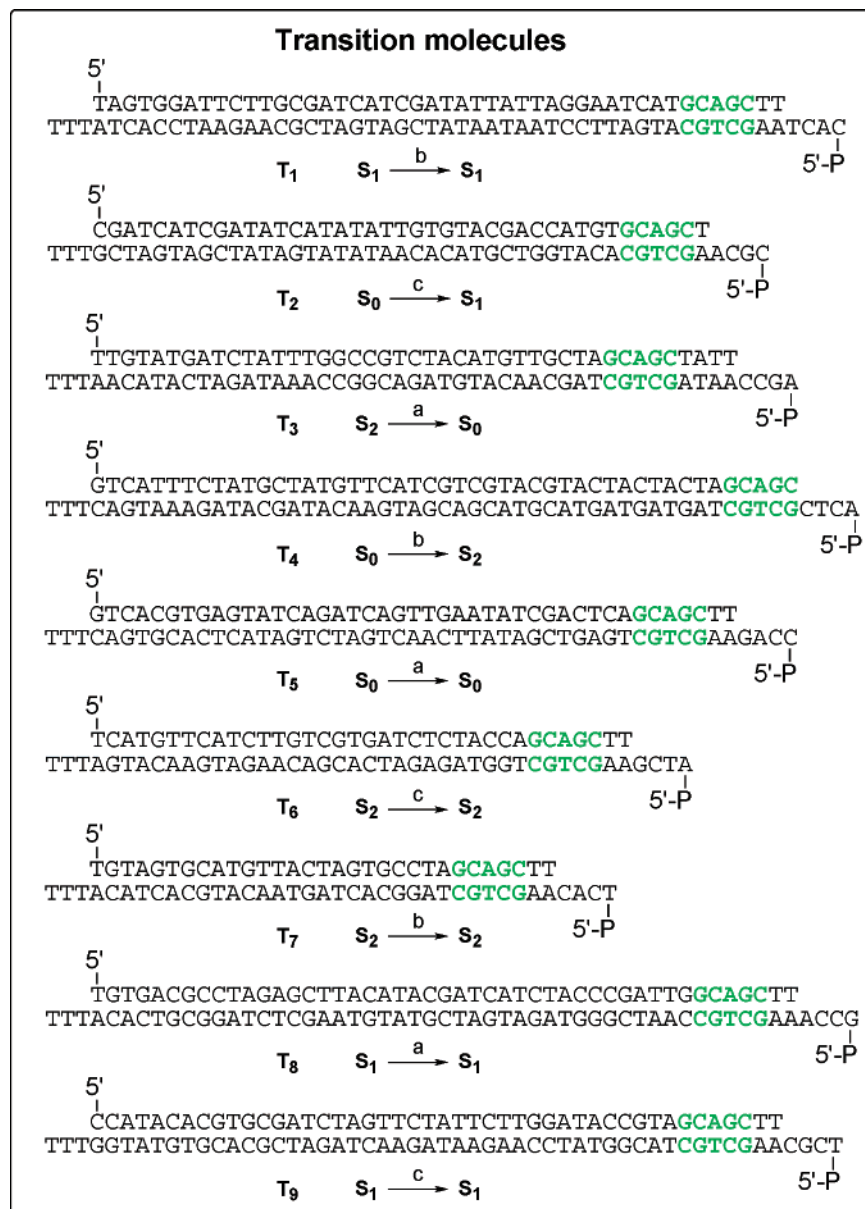 Transition molecules
5'
TAGTGGATTCTTGCGATCATCGATATTATTAGGAATCATGCAGCTT
TTTATCACCTAAGAACGCTAGTAGCTATAATAATCCTTAGTACGTCGAATCAC
5'-P
T1 S1 b S1
5'
CGATCATCGATATCATATATTGTGTACGACCATGTGCAGCT
TTTGCTAGTAGCTATAGTATATAACACATGCTGGTACACGTCGAACGC
5'-P
T2 S0 c S1
5'
TTGTATGATCTATTTGGCCGTCTACATGTTGCTAGCAGCTATT
TTTAACATACTAGATAAACCGGCAGATGTACAACGATCGTCGATAACCGA
5'-P
T3 S2 a S0
5'
GTCATTTCTATGCTATGTTCATCGTCGTACGTACTACTACTAGCAGC
TTTCAGTAAAGATACGATACAAGTAGCAGCATGCATGATGATGATCGTCGCTCA
5'-P
T4 S0 b S2
5'
GTCACGTGAGTATCAGATCAGTTGAATATCGACTCAGCAGCTT
TTTCAGTGCACTCATAGTCTAGTCAACTTATAGCTGAGTCGTCGAAGACC
5'-P
T5 S0 a S0
5'
TCATGTTCATCTTGTCGTGATCTCTACCAGCAGCTT
TTTAGTACAAGTAGAACAGCACTAGAGATGGTCGTCGAAGCTA
5'-P
T6 S2 c S2
5'
TGTAGTGCATGTTACTAGTGCCTAGCAGCTT
TTTACATCACGTACAATGATCACGGATCGTCGAACACT
5'-P
T7 S2 b S2
5'
TGTGACGCCTAGAGCTTACATACGATCATCTACCCGATTGGCAGCTT
TTTACACTGCGGATCTCGAATGTATGCTAGTAGATGGGCTAACCGTCGAAACCG
5'-P
T8 S1 a S1
5'
CCATACACGTGCGATCTAGTTCTATTCTTGGATACCGTAGCAGCTT
TTTGGTATGTGCACGCTAGATCAAGATAAGAACCTATGGCATCGTCGAACGCT
5'-P
T9 S1 c S1